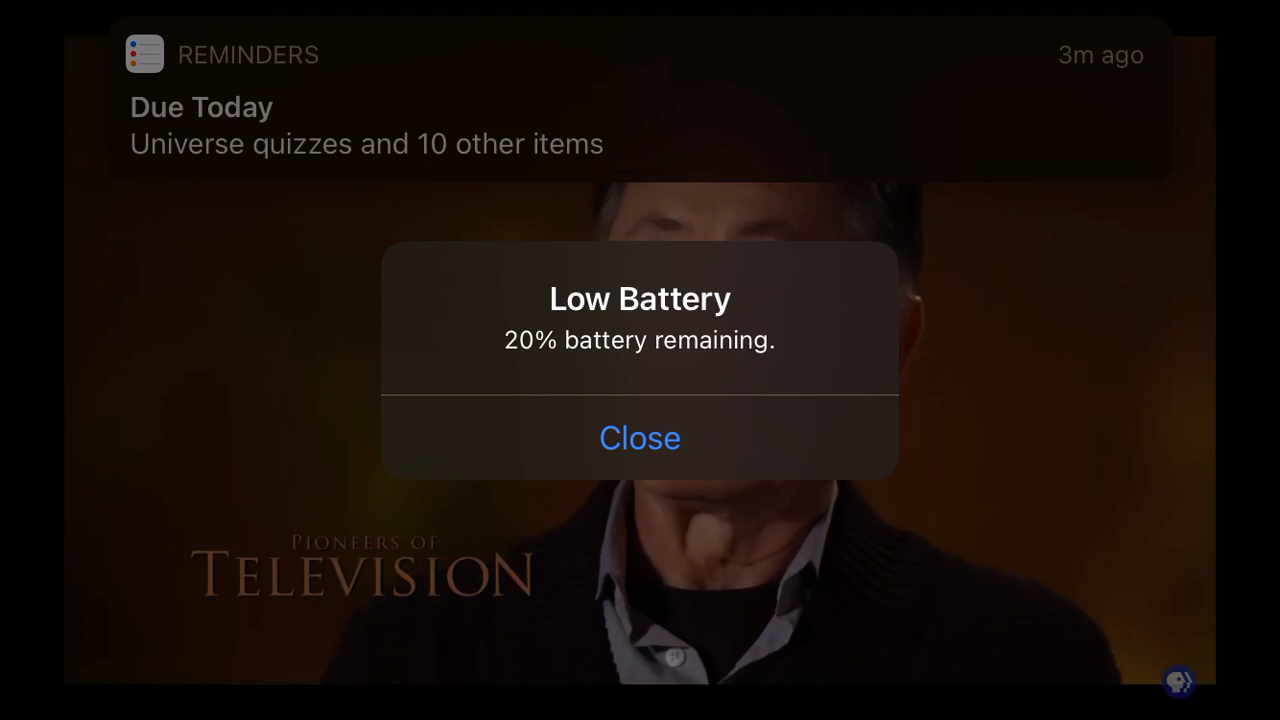 REMINDERS 3m ago
Due Today
Universe quizzes and 10 other items
Low Battery
20% battery remaining.
Close
PIONEERS OF
TELEVISION